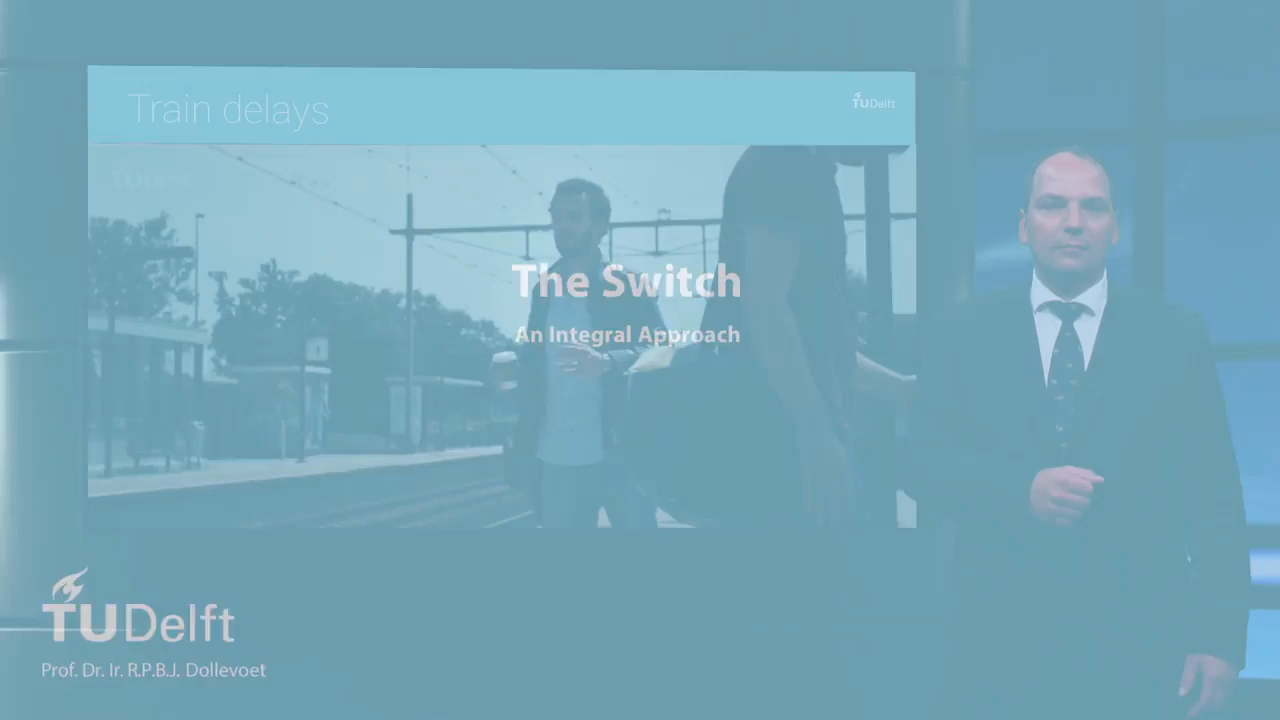 Train delays
TUDelft
The Switch
An Integral Approach
TUDelft
Prof. Dr. Ir. R.P.B.J. Dollevoet